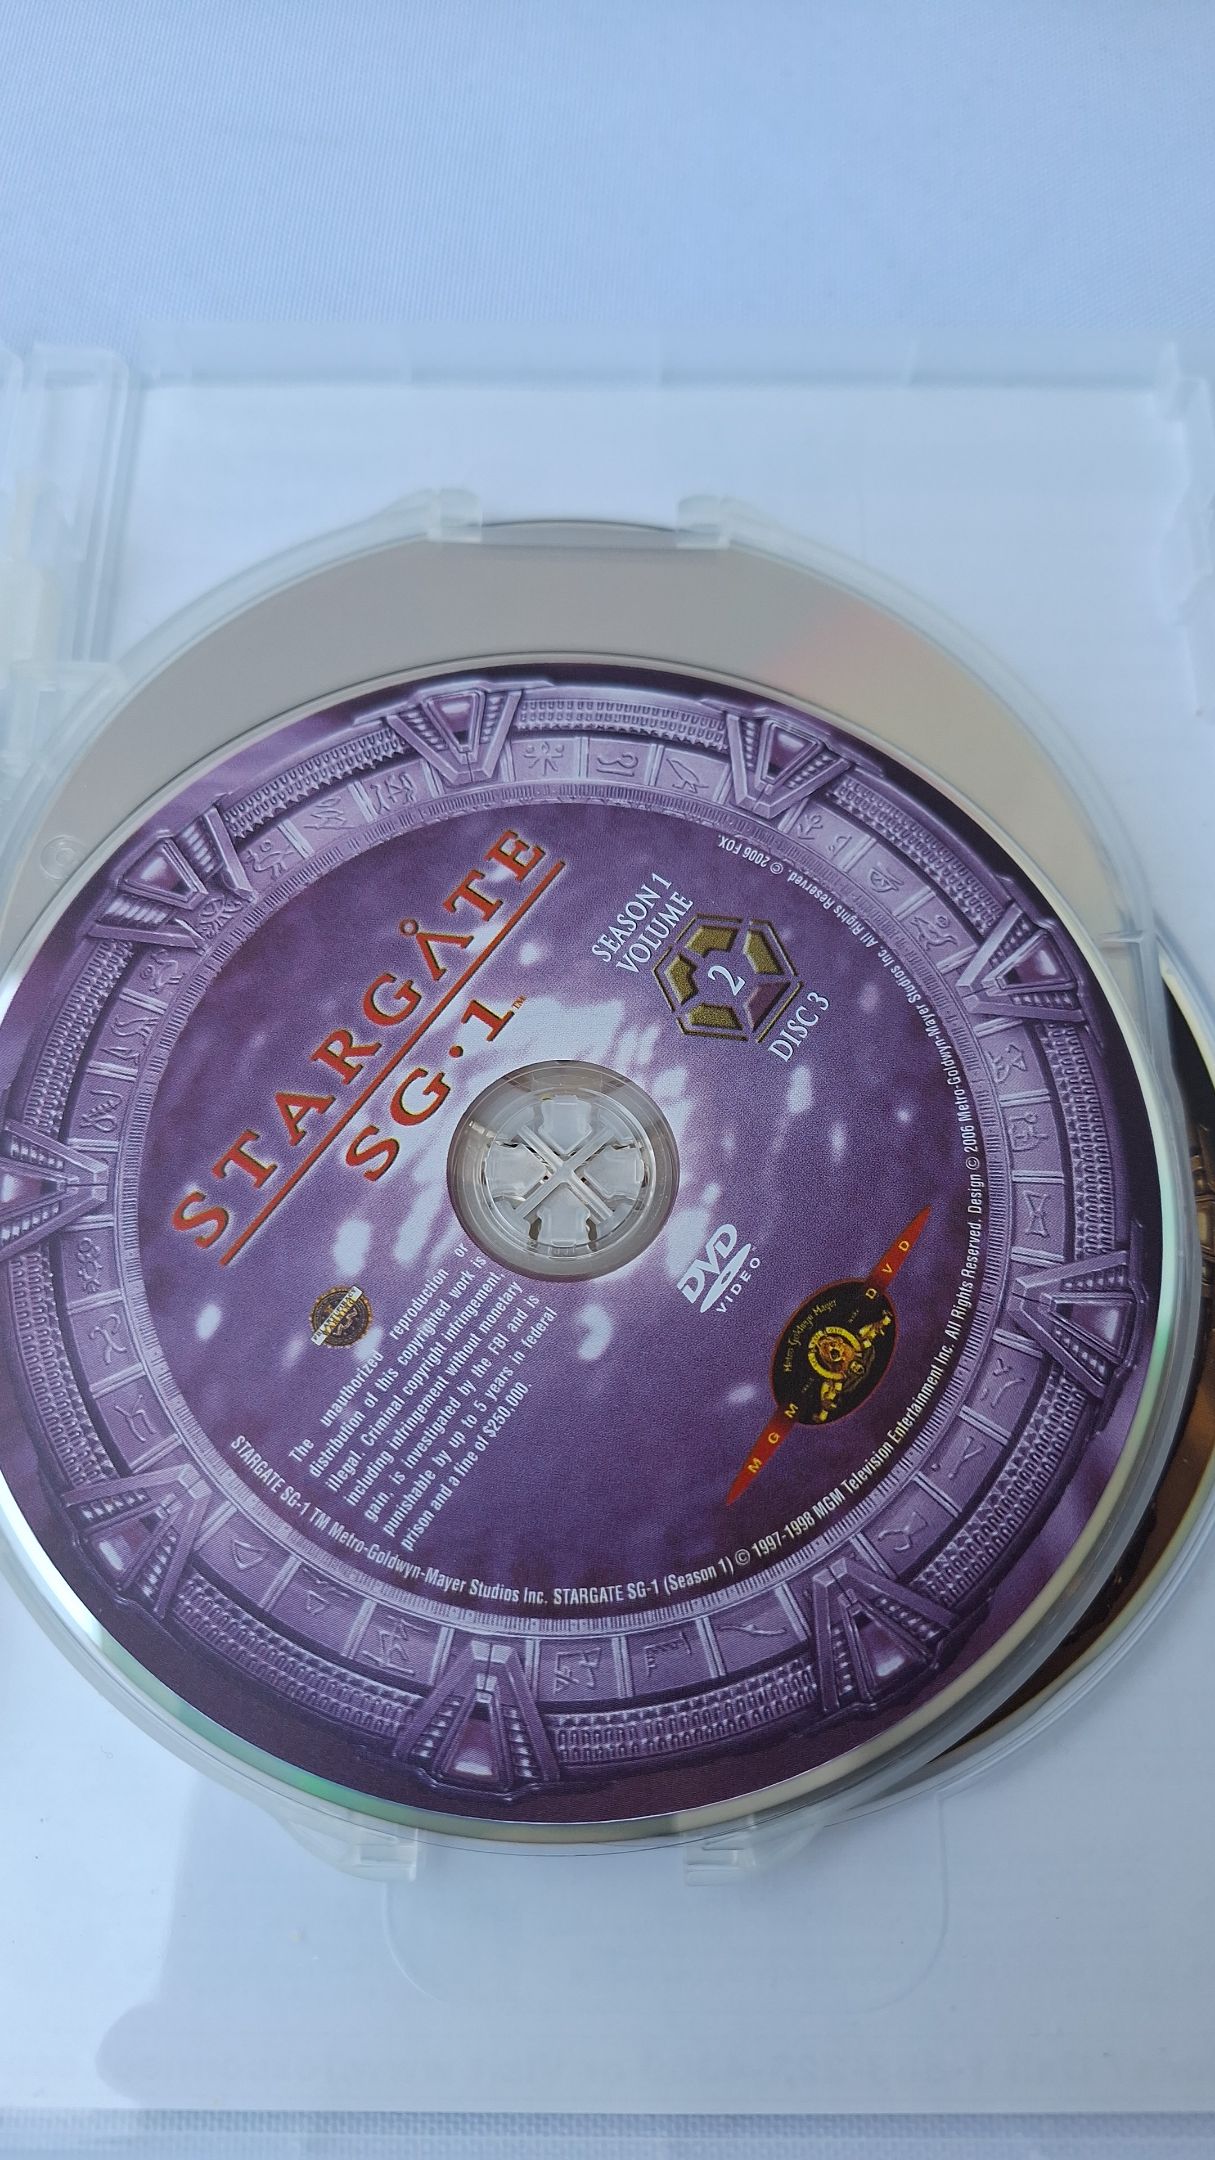 STARGATE
SG·1™
SEASON 1
VOLUME
2
DISC 3
DVD
VIDEO
The unauthorized reproduction or
distribution of this copyrighted work is
illegal. Criminal copyright infringement,
including infringement without monetary
gain, is investigated by the FBI and is
punishable by up to 5 years in federal
prison and a fine of $250,000.
MGM DVD
Metro Goldwyn Mayer
STARGATE SG-1 TM Metro-Goldwyn-Mayer Studios Inc. STARGATE SG-1 (Season 1) © 1997-1998 MGM Television Entertainment Inc. All Rights Reserved. Design © 2006 Metro-Goldwyn-Mayer Studios Inc. All Rights Reserved. © 2006 FOX.